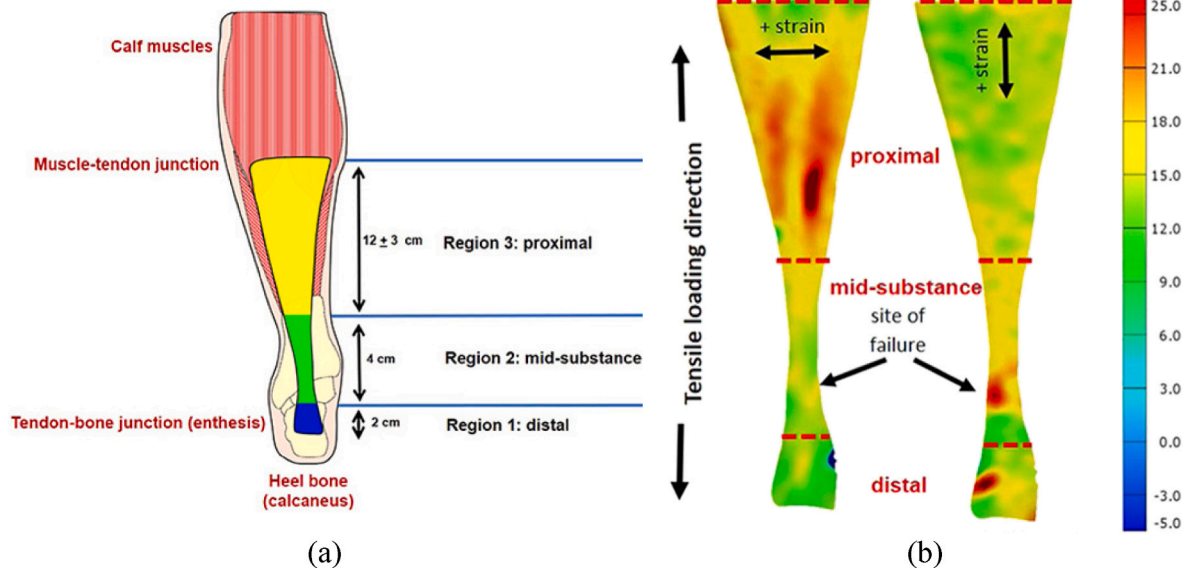 Calf muscles
Muscle-tendon junction
12 ± 3 cm
Region 3: proximal
4 cm
Region 2: mid-substance
Tendon-bone junction (enthesis)
2 cm
Region 1: distal
Heel bone
(calcaneus)
(a)
Tensile loading direction
+ strain
+ strain
proximal
mid-substance
site of
failure
distal
25.0
21.0
18.0
15.0
12.0
9.0
6.0
3.0
0.0
-3.0
-5.0
(b)